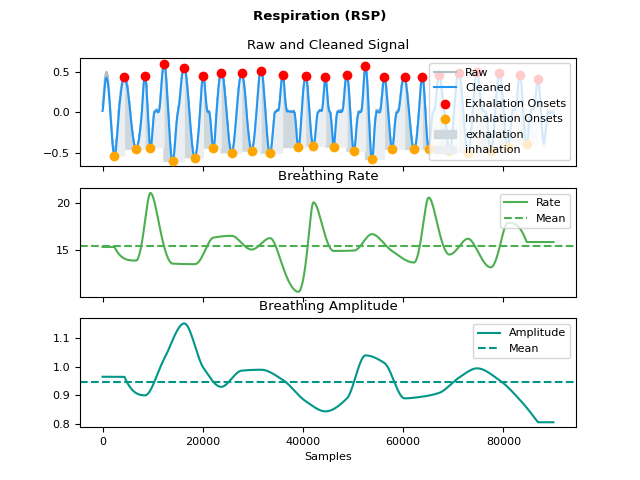 Respiration (RSP)
Raw and Cleaned Signal
0.5
0.0
−0.5
Raw
Cleaned
Exhalation Onsets
Inhalation Onsets
exhalation
inhalation
Breathing Rate
20
15
Rate
Mean
Breathing Amplitude
1.1
1.0
0.9
0.8
Amplitude
Mean
0 20000 40000 60000 80000
Samples